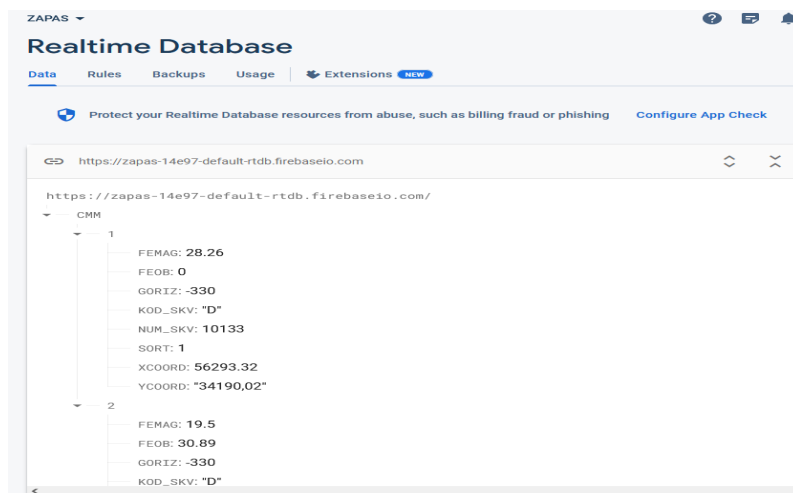 ZAPAS
Realtime Database
Data Rules Backups Usage Extensions NEW
Protect your Realtime Database resources from abuse, such as billing fraud or phishing Configure App Check
https://zapas-14e97-default-rtdb.firebaseio.com
https://zapas-14e97-default-rtdb.firebaseio.com/
CMM
1
FEMAG: 28.26
FEOB: 0
GORIZ: -330
KOD_SKV: "D"
NUM_SKV: 10133
SORT: 1
XCOORD: 56293.32
YCOORD: "34190,02"
2
FEMAG: 19.5
FEOB: 30.89
GORIZ: -330
KOD_SKV: "D"